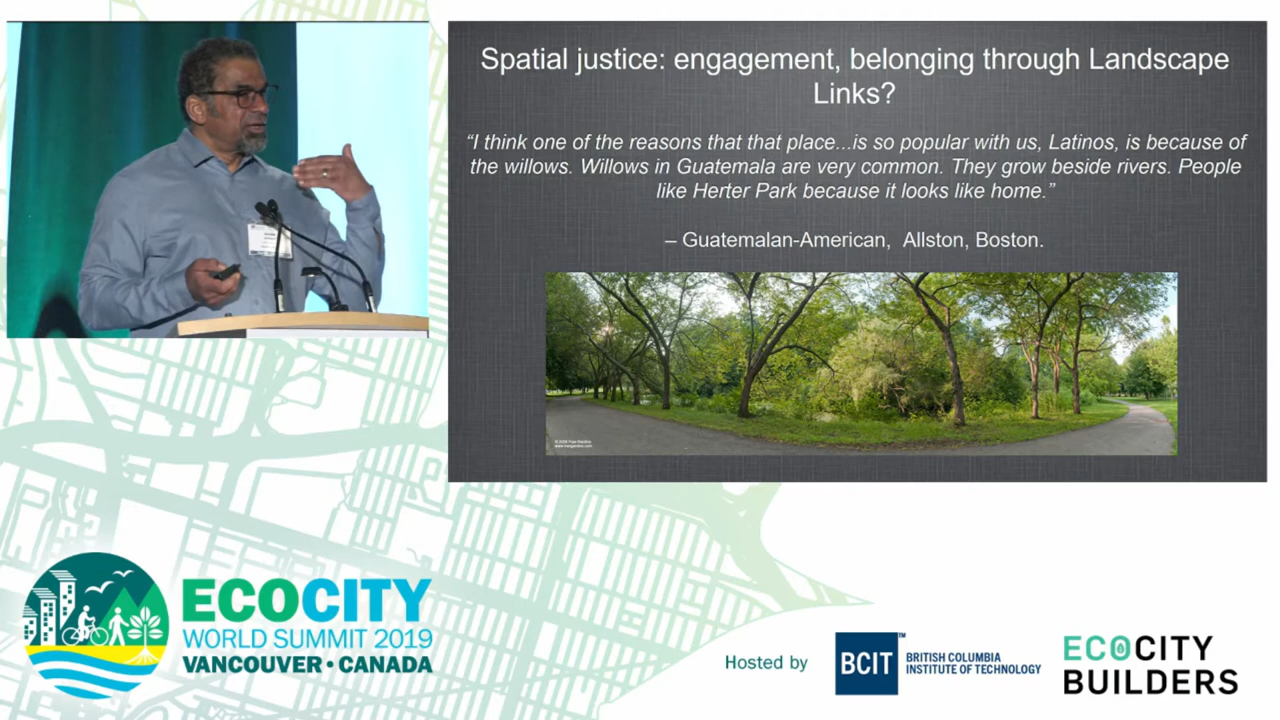 Spatial justice: engagement, belonging through Landscape
Links?
“I think one of the reasons that that place...is so popular with us, Latinos, is because of
the willows. Willows in Guatemala are very common. They grow beside rivers. People
like Herter Park because it looks like home.”
– Guatemalan-American, Allston, Boston.
ECOCITY
WORLD SUMMIT 2019
VANCOUVER • CANADA
Hosted by
BCIT™
BRITISH COLUMBIA
INSTITUTE OF TECHNOLOGY
ECOCITY
BUILDERS